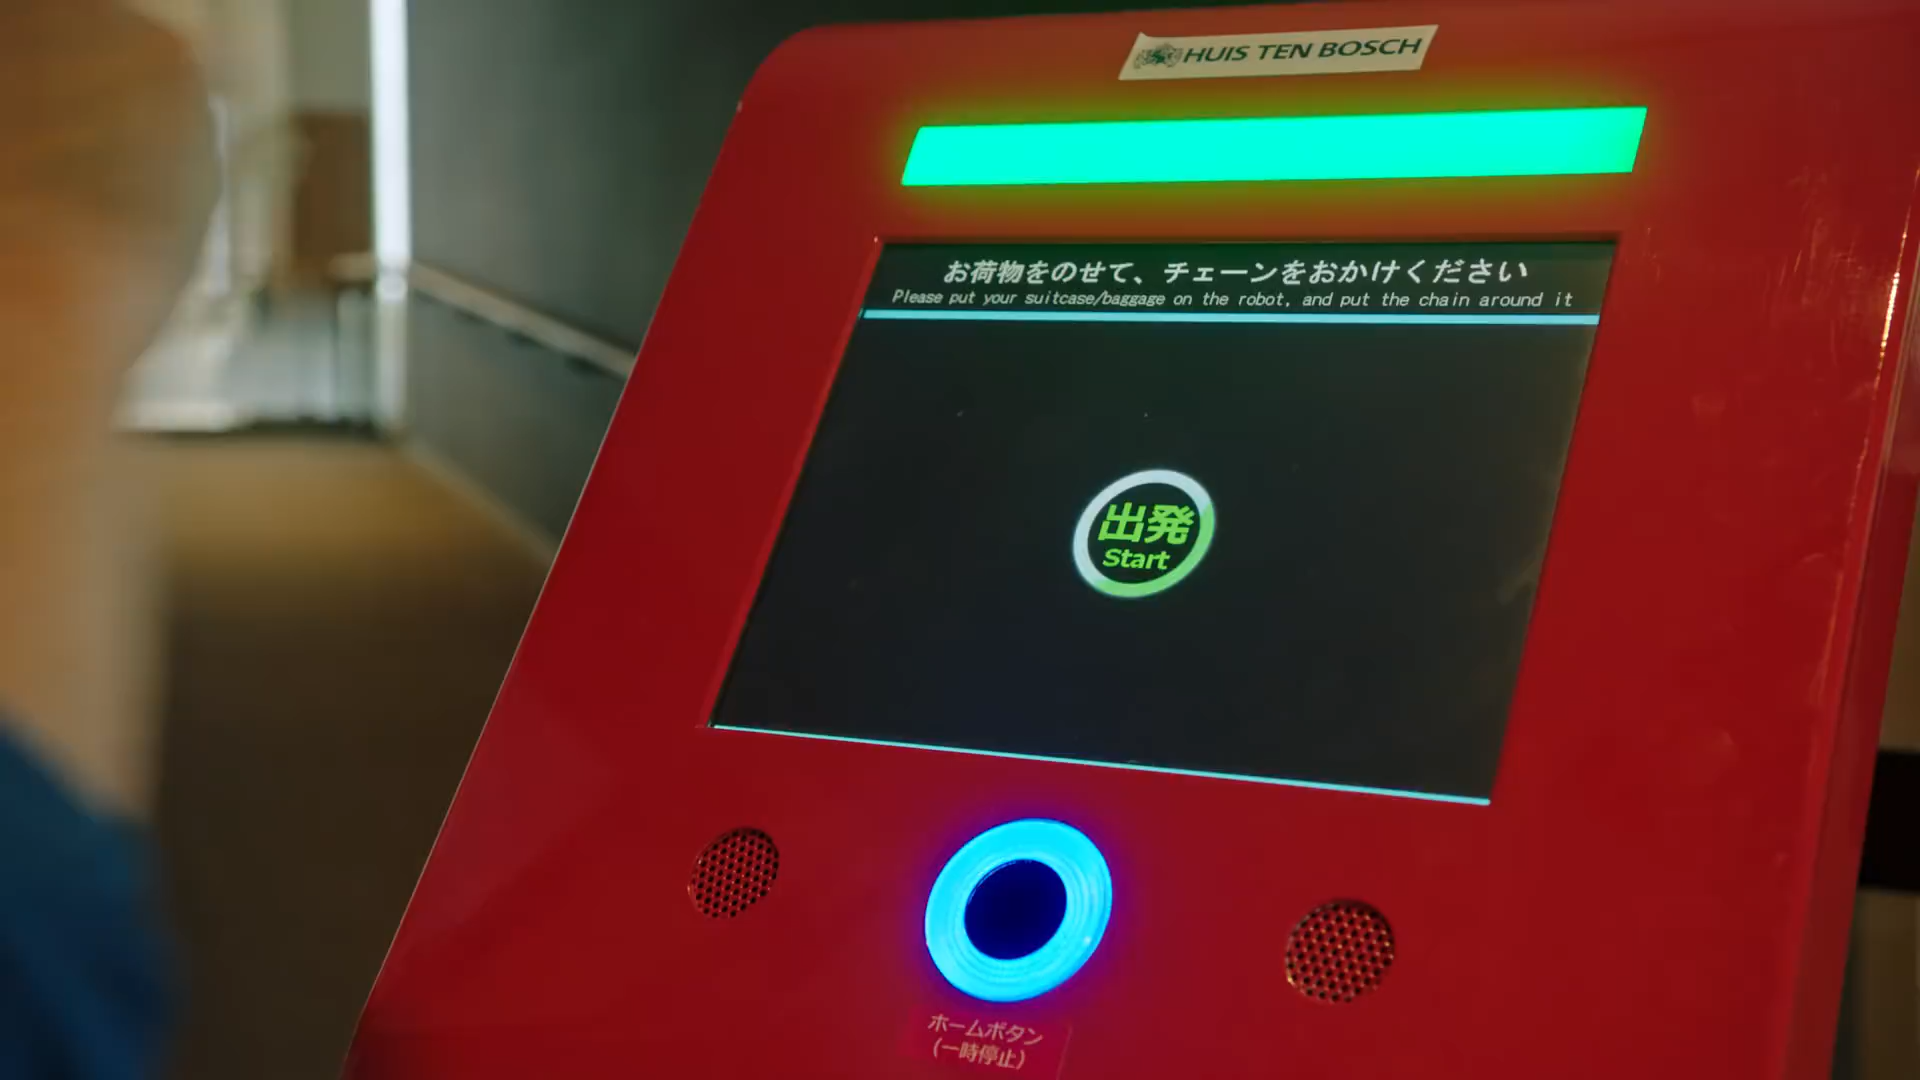 HUIS TEN BOSCH
お荷物をのせて、チェーンをおかけください
Please put your suitcase/baggage on the robot, and put the chain around it
出発
Start
ホームボタン
(一時停止)